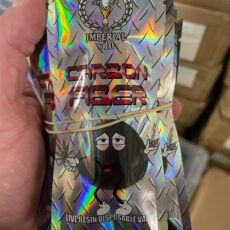 IMPERIAL
CARBON
FIBER
LIVE RESIN DISPOSABLE VAPE